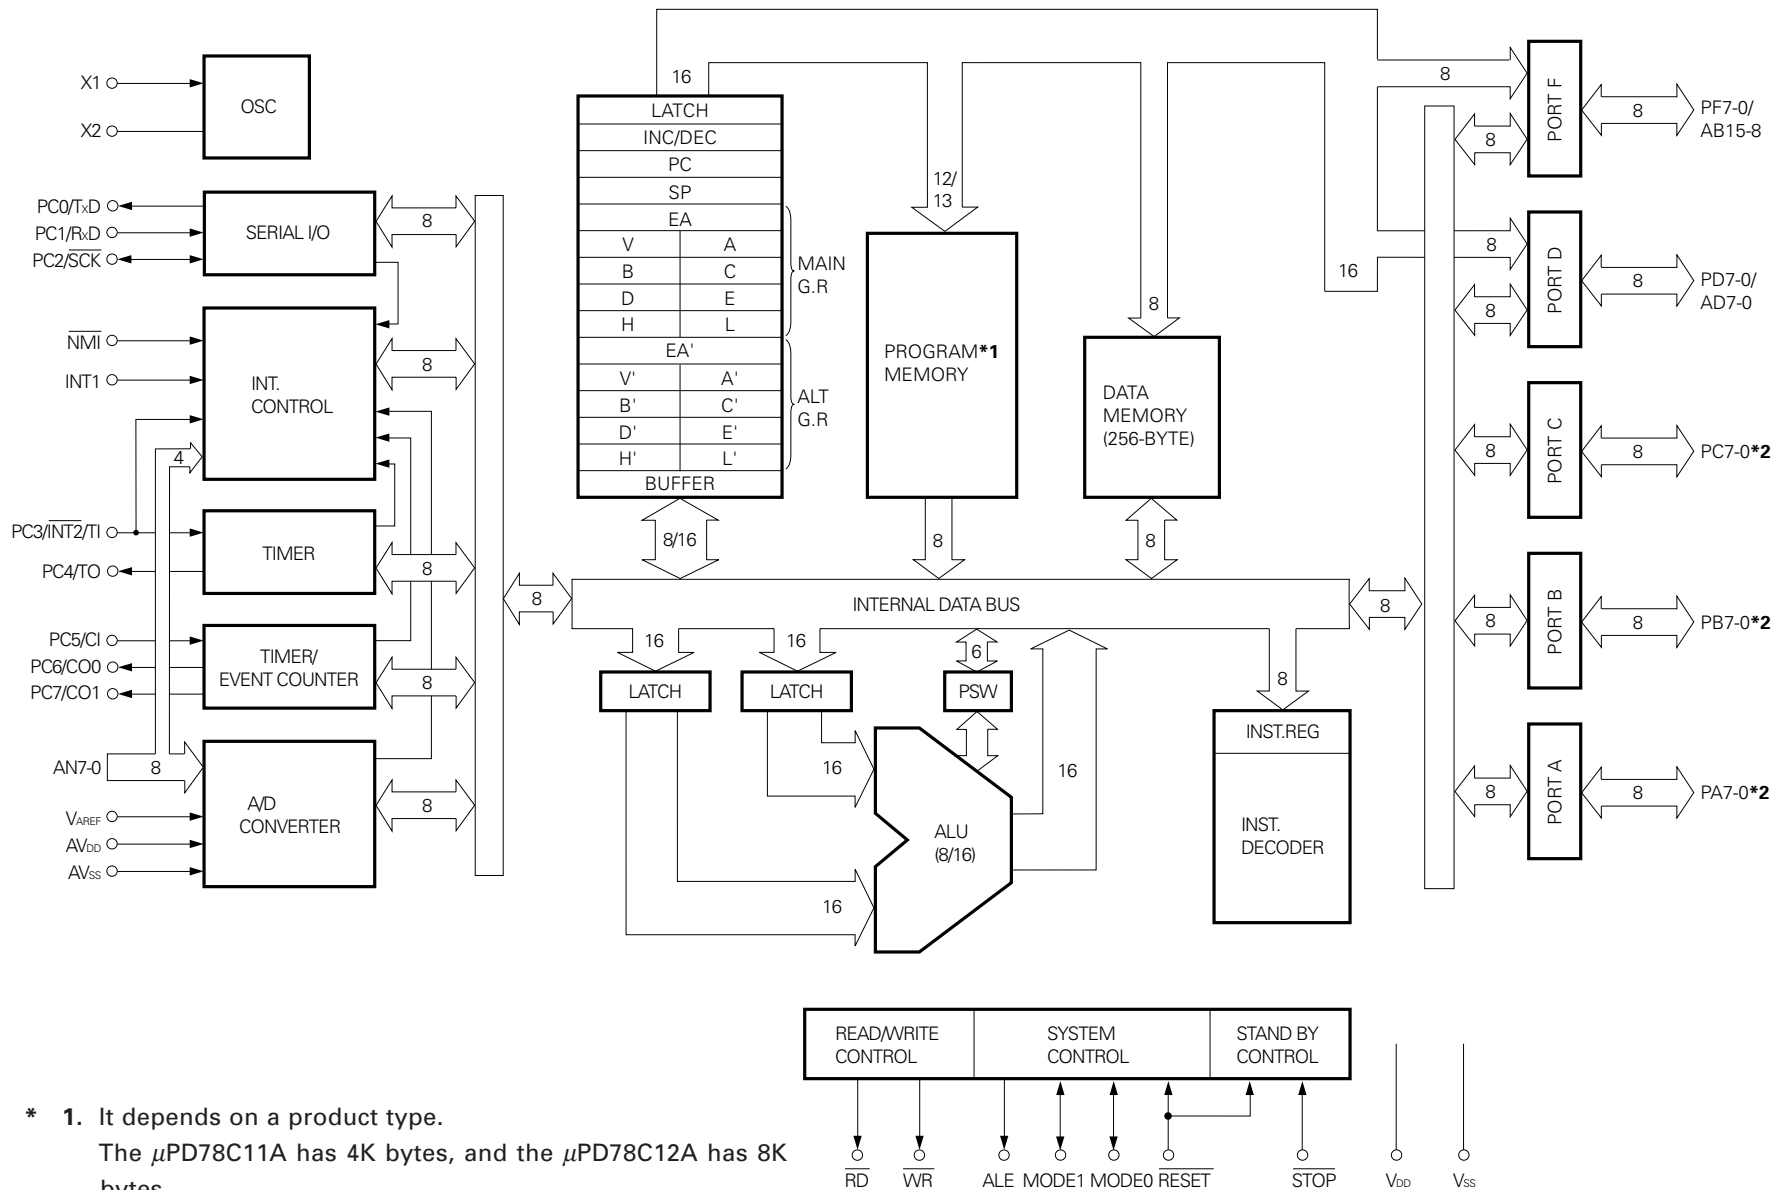 X1
X2
OSC
PC0/TxD
PC1/RxD
PC2/S̅C̅K̅
SERIAL I/O
8
N̅M̅I̅
INT1
INT.
CONTROL
8
4
PC3/I̅N̅T̅2̅/TI
PC4/TO
TIMER
8
PC5/CI
PC6/CO0
PC7/CO1
TIMER/
EVENT COUNTER
8
AN7-0
8
VAREF
AVDD
AVSS
A/D
CONVERTER
8
8
16
LATCH
INC/DEC
PC
SP
EA
V A
B C
D E
H L
MAIN
G.R
EA'
V' A'
B' C'
D' E'
H' L'
ALT
G.R
BUFFER
8/16
12/
13
PROGRAM*1
MEMORY
8
8
DATA
MEMORY
(256-BYTE)
8
16
INTERNAL DATA BUS
8
16
LATCH
16
LATCH
6
PSW
16
16
ALU
(8/16)
16
8
INST.REG
INST.
DECODER
8
8
PORT F
8
PF7-0/
AB15-8
8
8
PORT D
8
PD7-0/
AD7-0
8
PORT C
8
PC7-0*2
8
PORT B
8
PB7-0*2
8
PORT A
8
PA7-0*2
READ/WRITE
CONTROL
SYSTEM
CONTROL
STAND BY
CONTROL
R̅D̅
W̅R̅
ALE
MODE1
MODE0
R̅E̅S̅E̅T̅
S̅T̅O̅P̅
VDD
VSS
* 1. It depends on a product type.
The μPD78C11A has 4K bytes, and the μPD78C12A has 8K
bytes